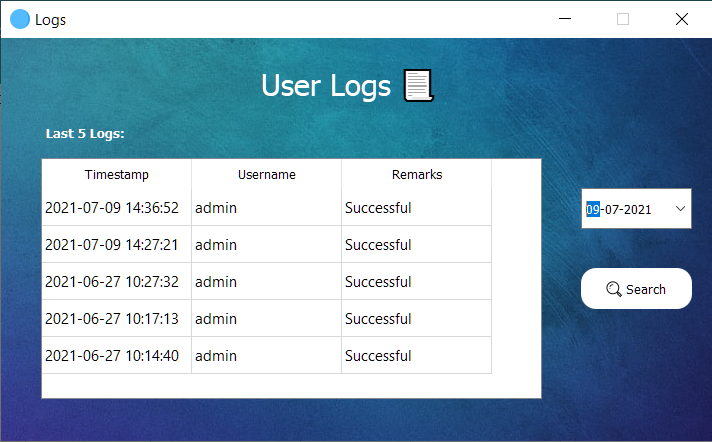 Logs
User Logs
Last 5 Logs:
Timestamp Username Remarks
2021-07-09 14:36:52 admin Successful
2021-07-09 14:27:21 admin Successful
2021-06-27 10:27:32 admin Successful
2021-06-27 10:17:13 admin Successful
2021-06-27 10:14:40 admin Successful
09-07-2021
Search